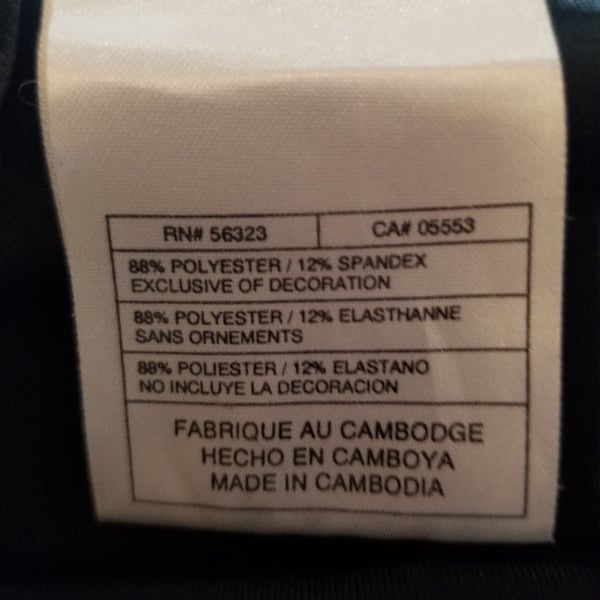 RN# 56323 CA# 05553
88% POLYESTER / 12% SPANDEX
EXCLUSIVE OF DECORATION
88% POLYESTER / 12% ELASTHANNE
SANS ORNEMENTS
88% POLIESTER / 12% ELASTANO
NO INCLUYE LA DECORACION
FABRIQUE AU CAMBODGE
HECHO EN CAMBOYA
MADE IN CAMBODIA